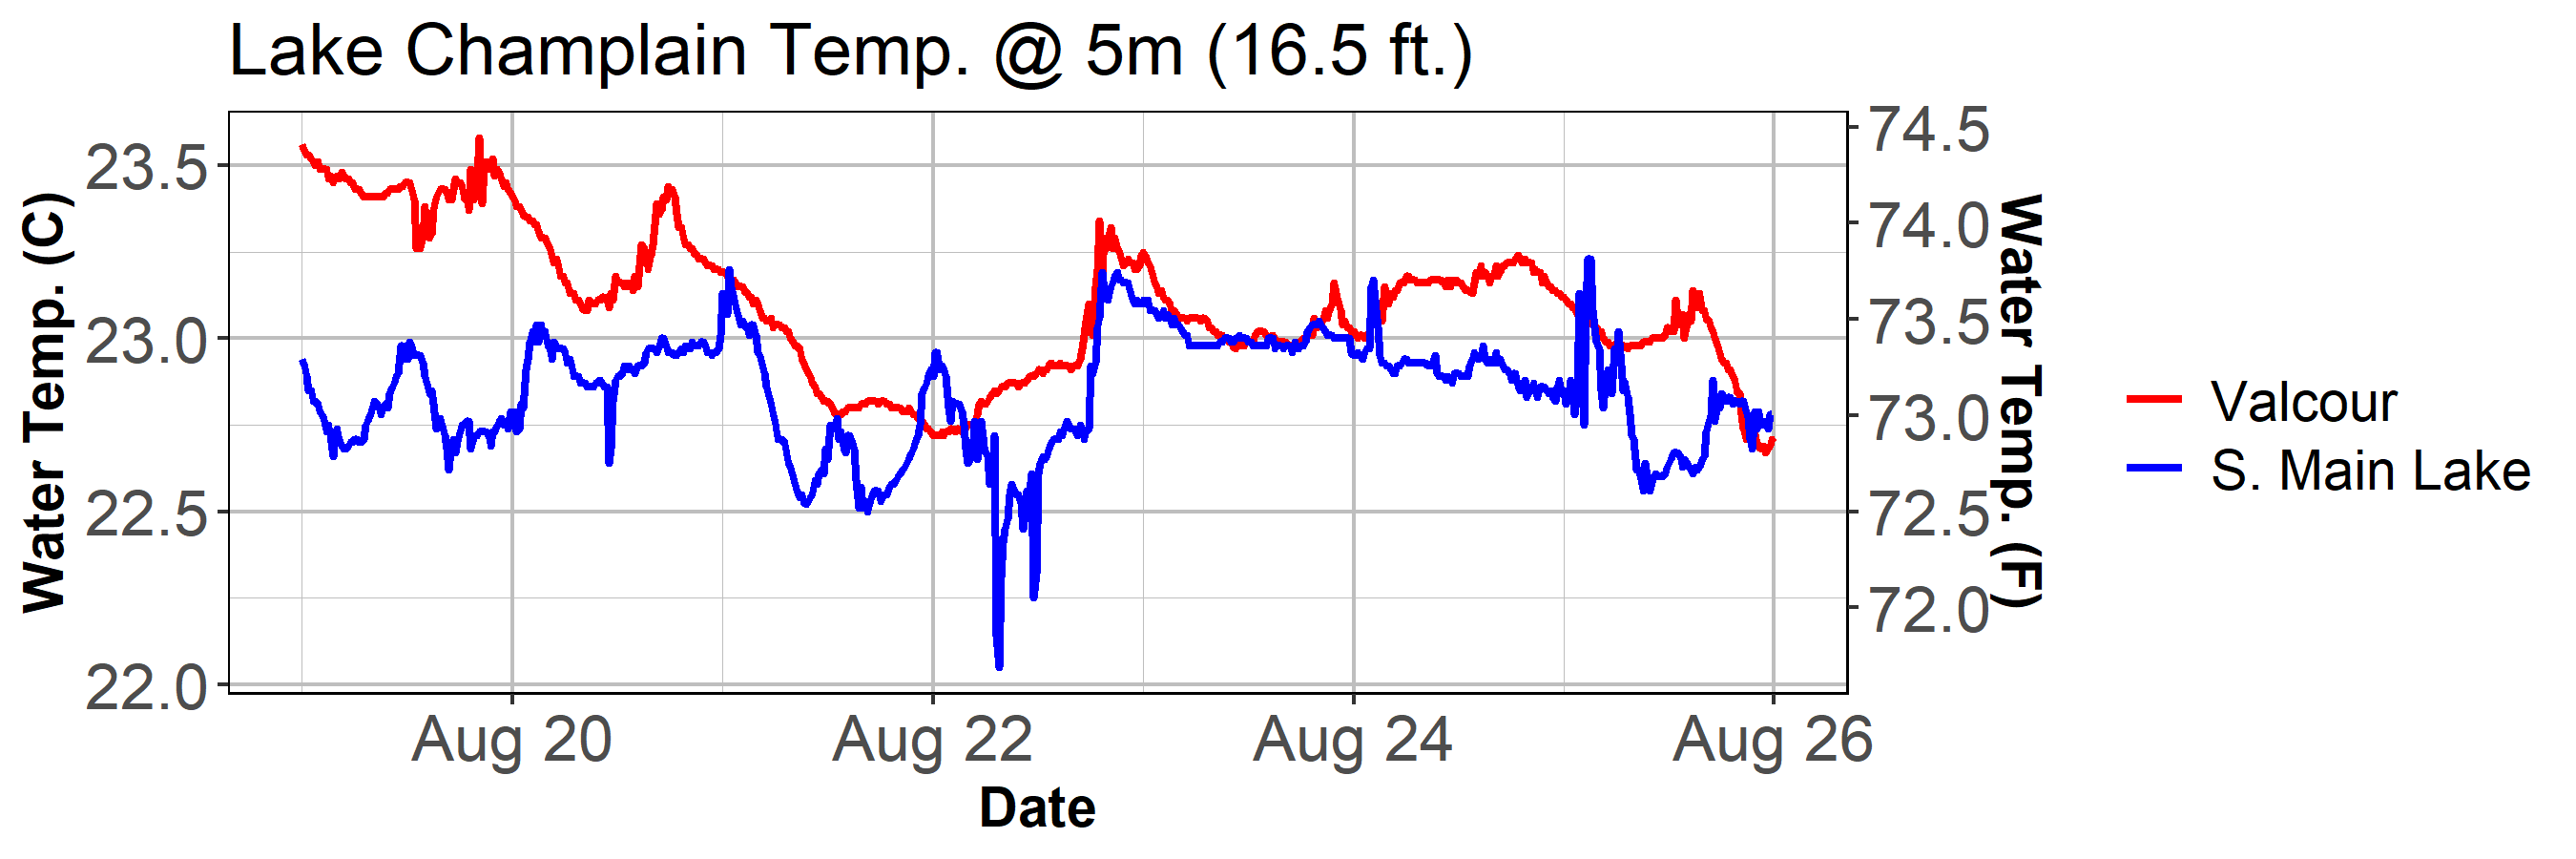 Lake Champlain Temp. @ 5m (16.5 ft.)
Water Temp. (C)
23.5
23.0
22.5
22.0
74.5
74.0
73.5
73.0
72.5
72.0
Water Temp. (F)
Aug 20
Aug 22
Aug 24
Aug 26
Date
Valcour
S. Main Lake